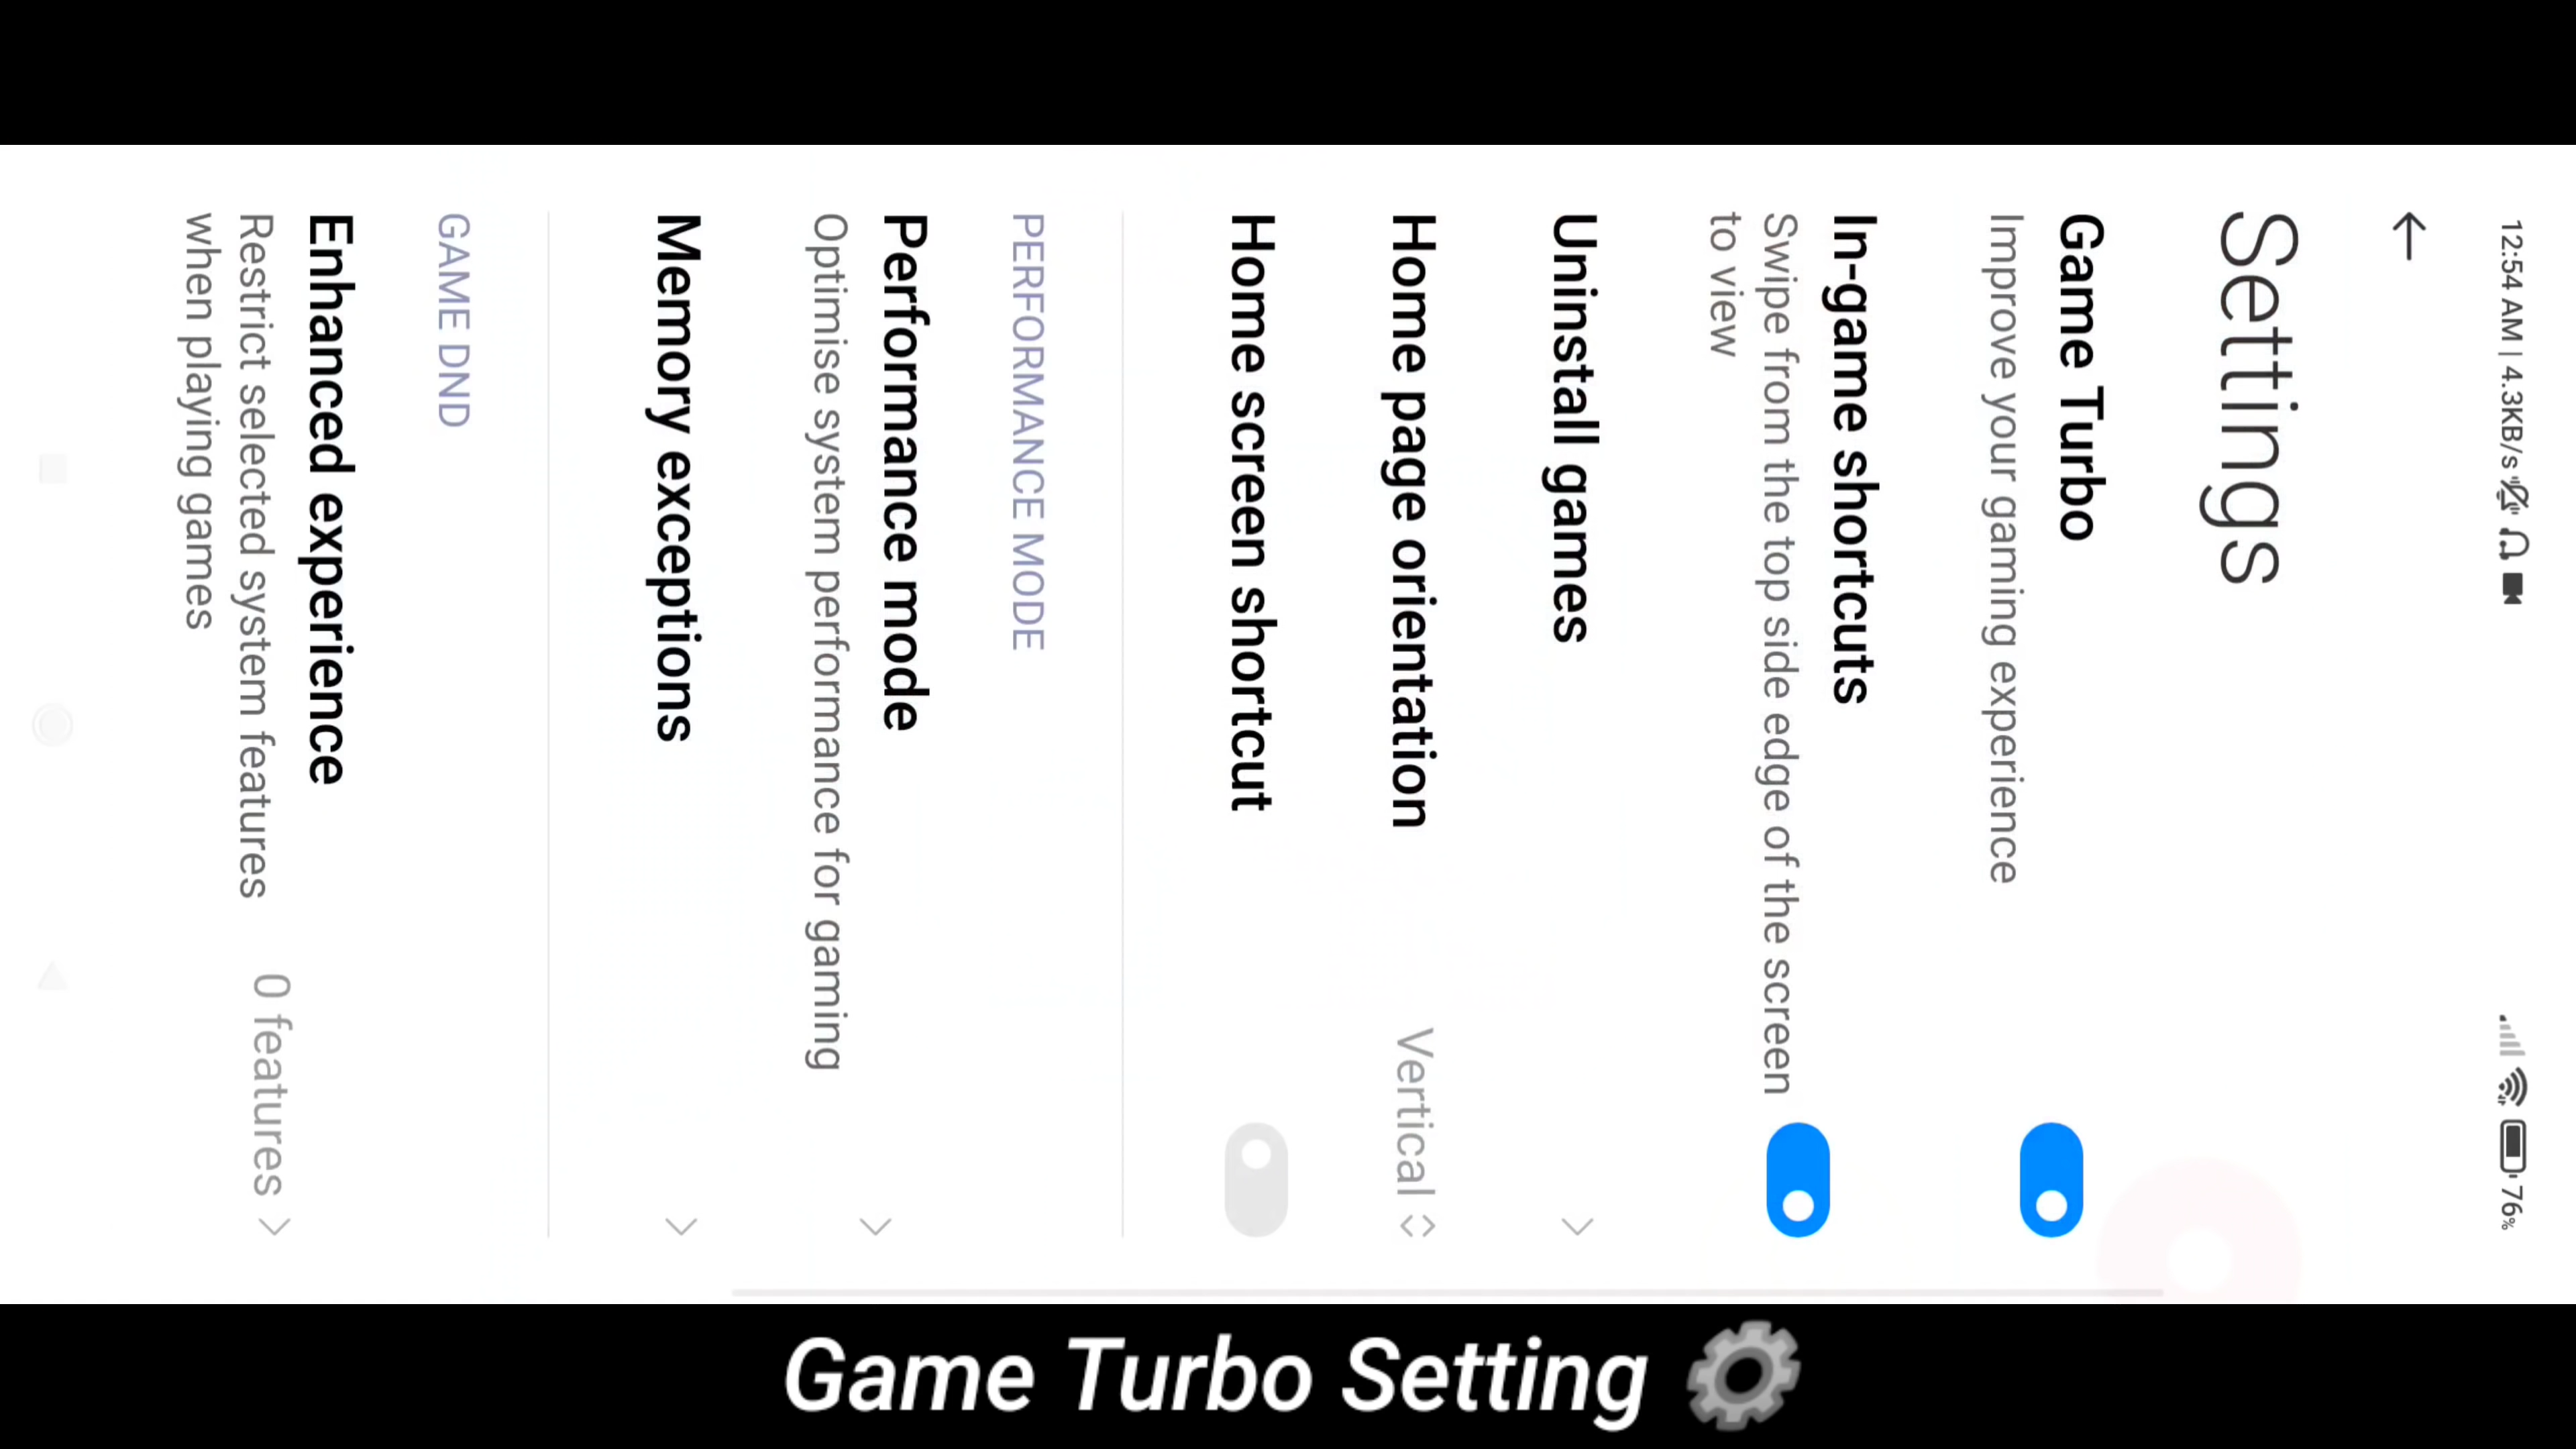 12:54 AM | 4.3KB/s
76%
Settings
Game Turbo
Improve your gaming experience
In-game shortcuts
Swipe from the top side edge of the screen
to view
Uninstall games
Home page orientation
Vertical
Home screen shortcut
PERFORMANCE MODE
Performance mode
Optimise system performance for gaming
Memory exceptions
GAME DND
Enhanced experience
Restrict selected system features
when playing games
0 features
Game Turbo Setting